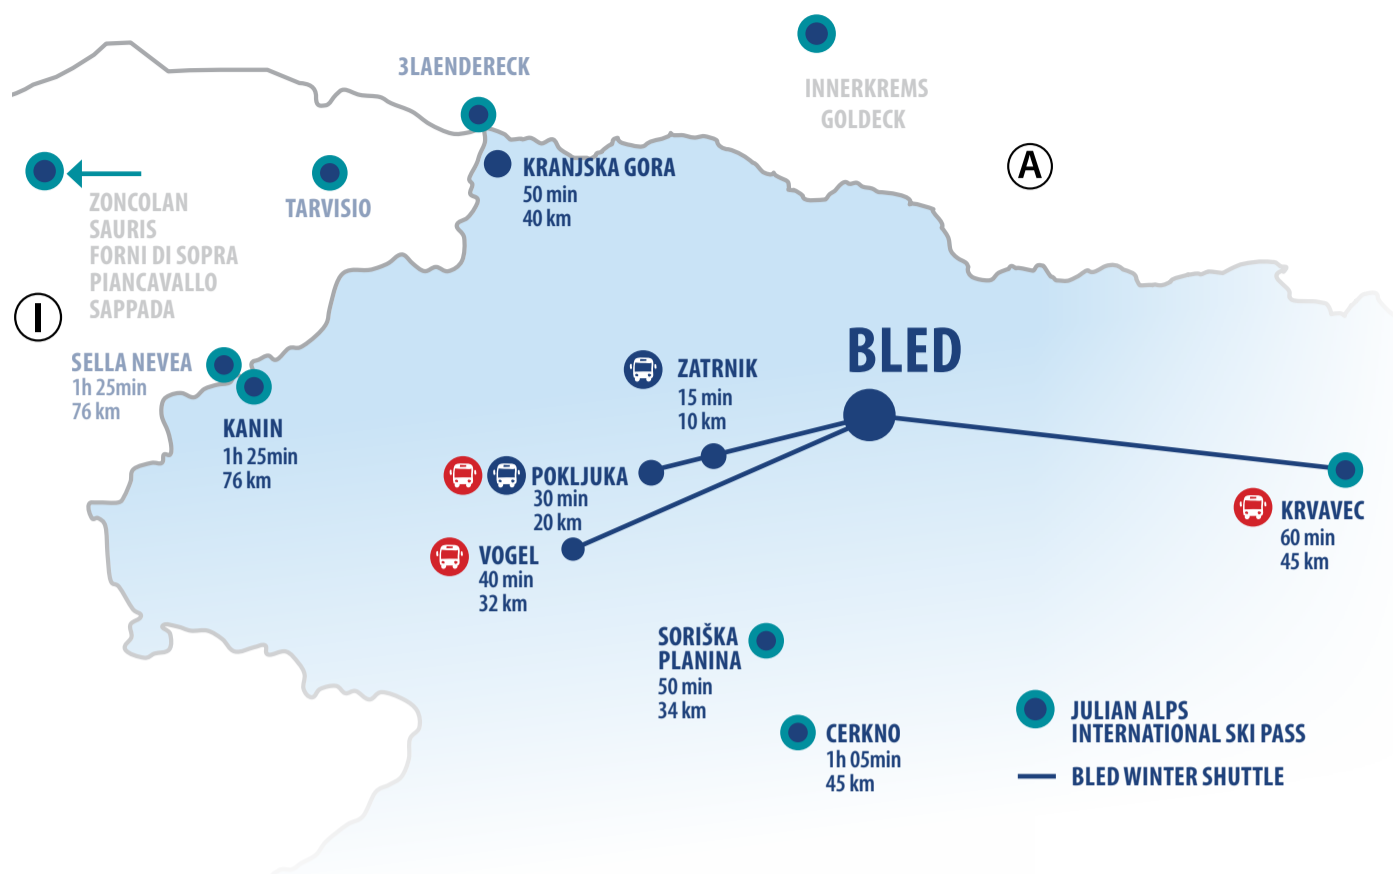 3LAENDERECK
INNERKREMS
GOLDECK
A
KRANJSKA GORA
50 min
40 km
ZONCOLAN
SAURIS
FORNI DI SOPRA
PIANCAVALLO
SAPPADA
TARVISIO
I
SELLA NEVEA
1h 25min
76 km
KANIN
1h 25min
76 km
BLED
ZATRNIK
15 min
10 km
POKLJUKA
30 min
20 km
VOGEL
40 min
32 km
KRVAVEC
60 min
45 km
SORIŠKA
PLANINA
50 min
34 km
CERKNO
1h 05min
45 km
JULIAN ALPS
INTERNATIONAL SKI PASS
BLED WINTER SHUTTLE